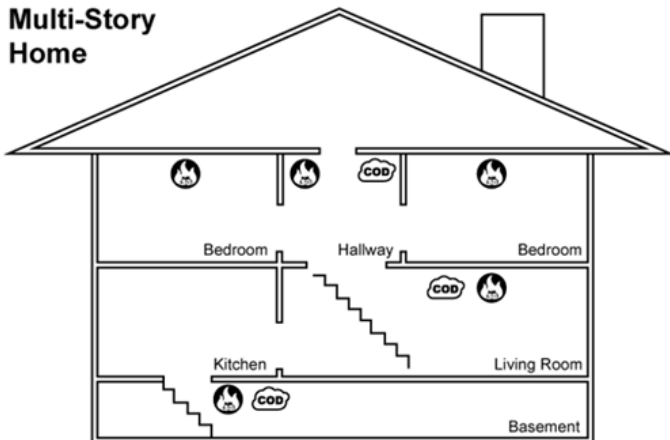 Multi-Story
Home
COD
Bedroom
Hallway
Bedroom
COD
Kitchen
Living Room
COD
Basement